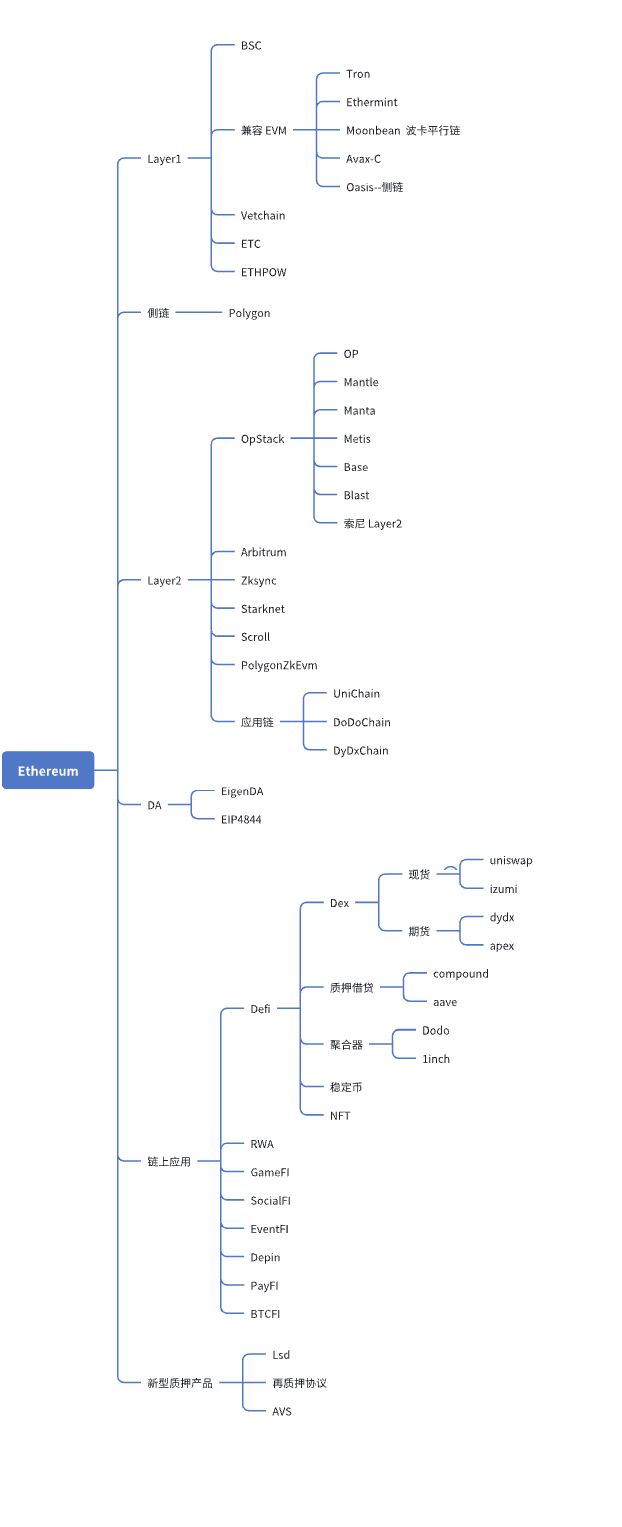 BSC
Tron
Ethermint
兼容 EVM
Moonbean 波卡平行链
Avax-C
Layer1
Oasis--侧链
Vetchain
ETC
ETHPOW
侧链
Polygon
OP
Mantle
Manta
OpStack
Metis
Base
Blast
索尼 Layer2
Arbitrum
Layer2
Zksync
Starknet
Scroll
PolygonZkEvm
UniChain
应用链
DoDoChain
DyDxChain
Ethereum
EigenDA
DA
EIP4844
uniswap
现货
izumi
Dex
dydx
期货
apex
compound
质押借贷
aave
Defi
Dodo
聚合器
1inch
稳定币
NFT
RWA
链上应用
GameFI
SocialFI
EventFI
Depin
PayFI
BTCFI
Lsd
新型质押产品
再质押协议
AVS